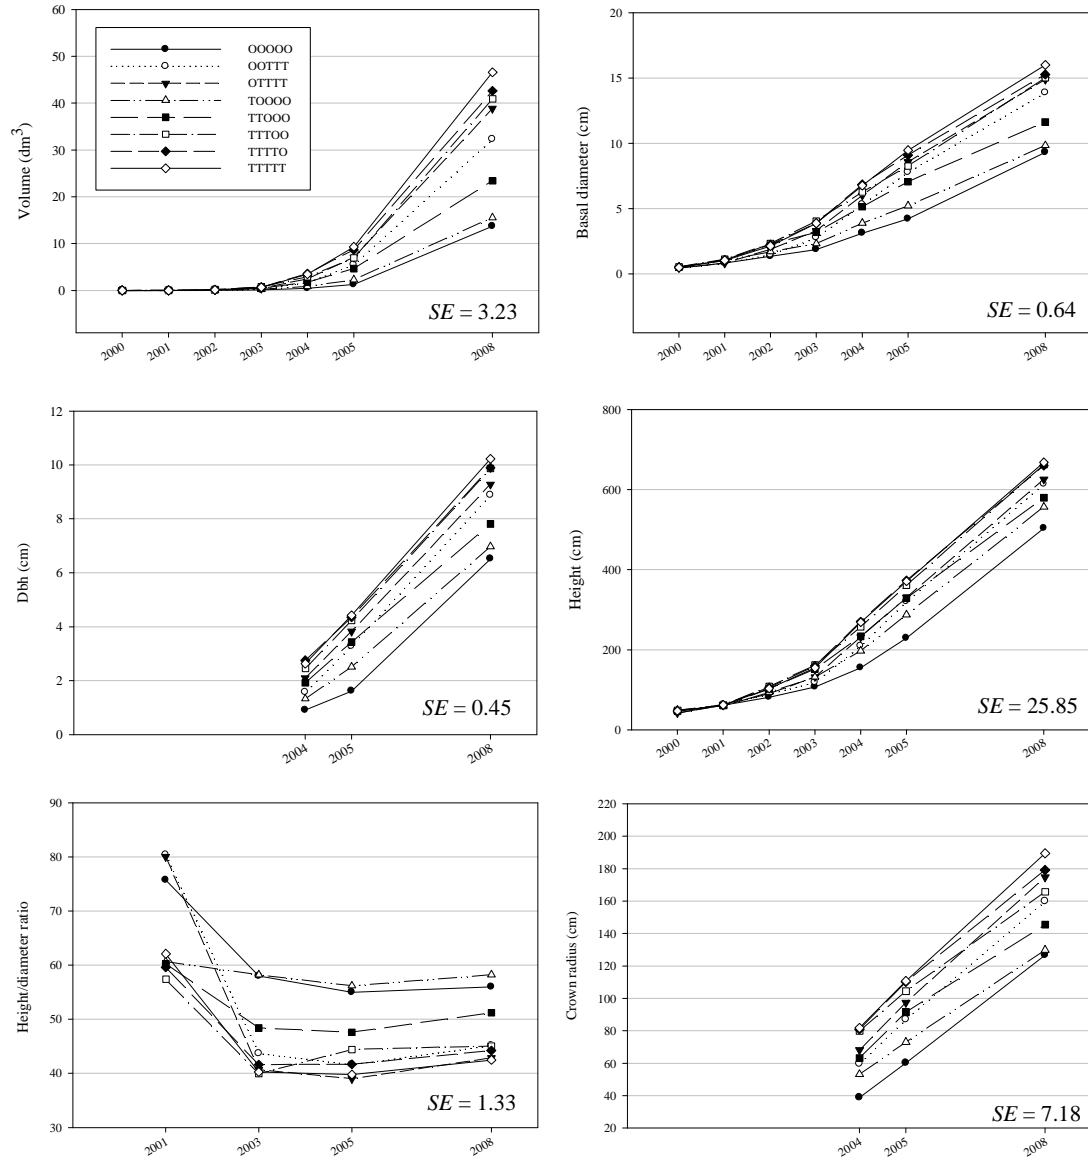 Volume (dm3)
60
50
40
30
20
10
0
OOOOO
OOTTT
OTTTT
TOOOO
TTOOO
TTTOO
TTTTO
TTTTT
SE = 3.23
2000 2001 2002 2003 2004 2005 2008
Basal diameter (cm)
20
15
10
5
0
SE = 0.64
2000 2001 2002 2003 2004 2005 2008
Dbh (cm)
12
10
8
6
4
2
0
SE = 0.45
2004 2005 2008
Height (cm)
800
600
400
200
0
SE = 25.85
2000 2001 2002 2003 2004 2005 2008
Height/diameter ratio
90
80
70
60
50
40
30
SE = 1.33
2001 2003 2005 2008
Crown radius (cm)
220
200
180
160
140
120
100
80
60
40
20
SE = 7.18
2004 2005 2008